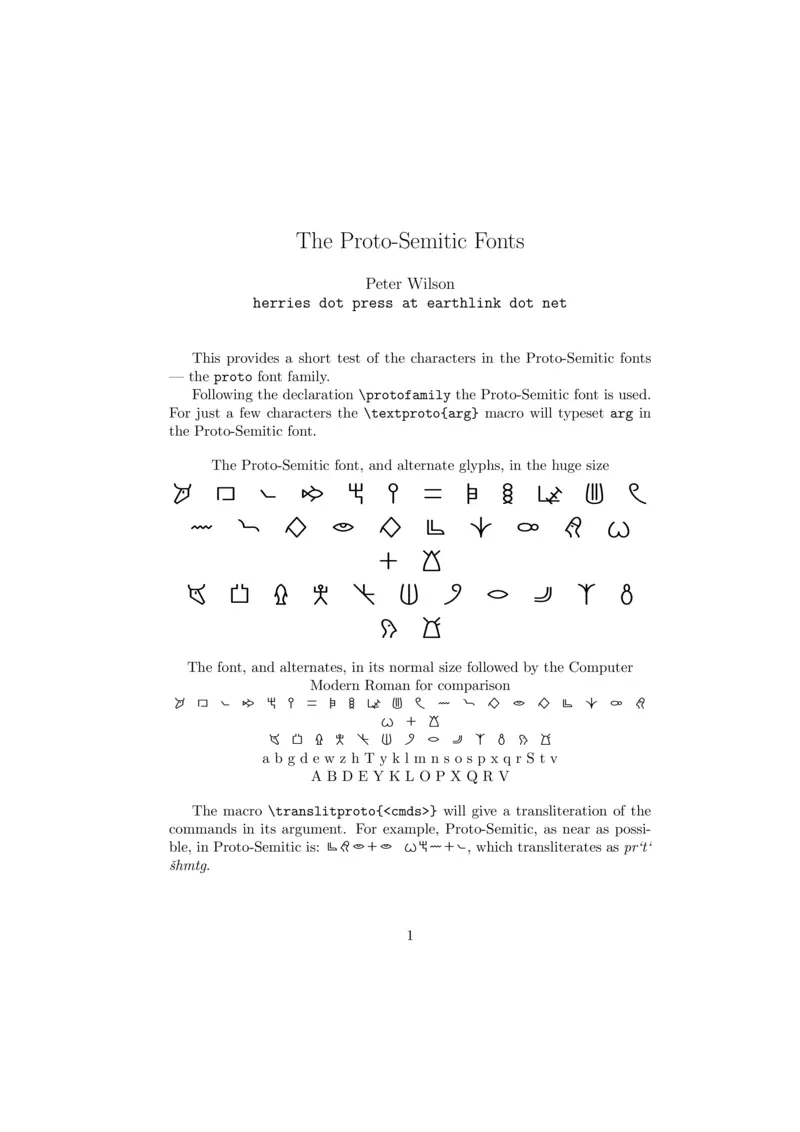 The Proto-Semitic Fonts
Peter Wilson
herries dot press at earthlink dot net
This provides a short test of the characters in the Proto-Semitic fonts
— the proto font family.
Following the declaration \protofamily the Proto-Semitic font is used.
For just a few characters the \textproto{arg} macro will typeset arg in
the Proto-Semitic font.
The Proto-Semitic font, and alternate glyphs, in the huge size
The font, and alternates, in its normal size followed by the Computer
Modern Roman for comparison
a b g d e w z h T y k l m n s o s p x q r S t v
A B D E Y K L O P X Q R V
The macro \translitproto{<cmds>} will give a transliteration of the
commands in its argument. For example, Proto-Semitic, as near as possi-
ble, in Proto-Semitic is: , which transliterates as pr‘t‘
šhmtg.
1